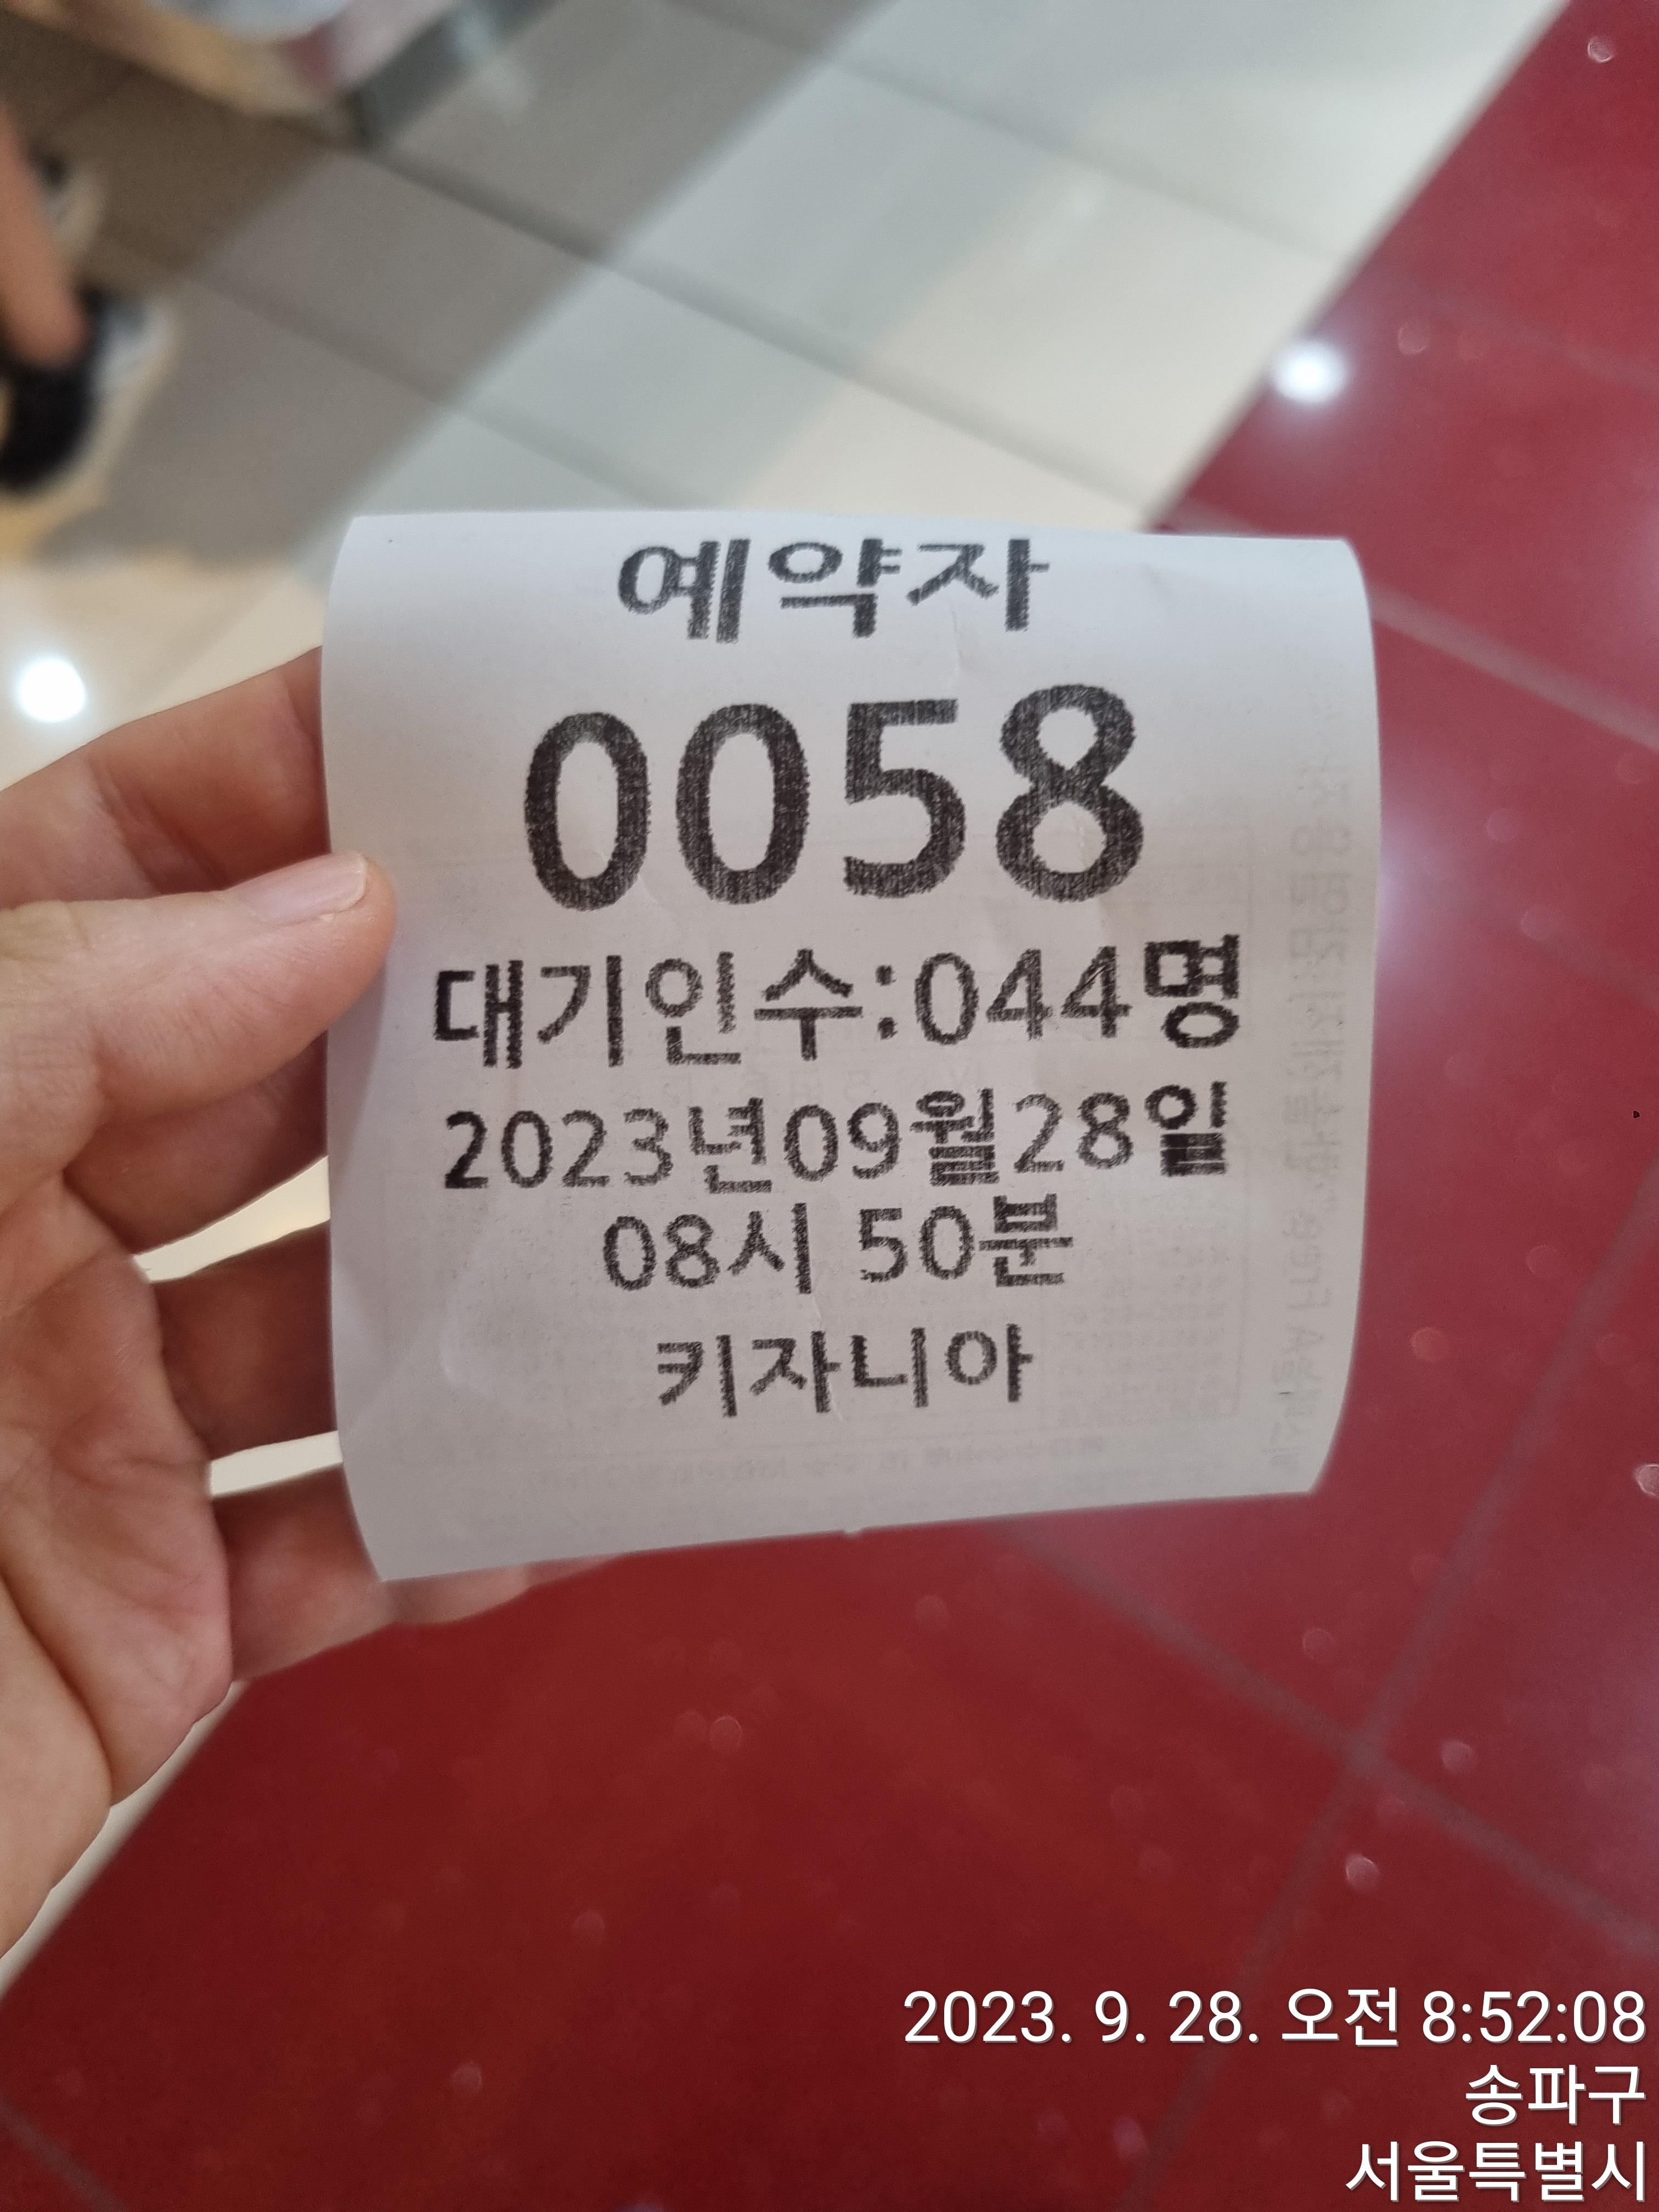 예약자
0058
대기인수:044명
2023년09월28일
08시 50분
키자니아
2023. 9. 28. 오전 8:52:08
송파구
서울특별시